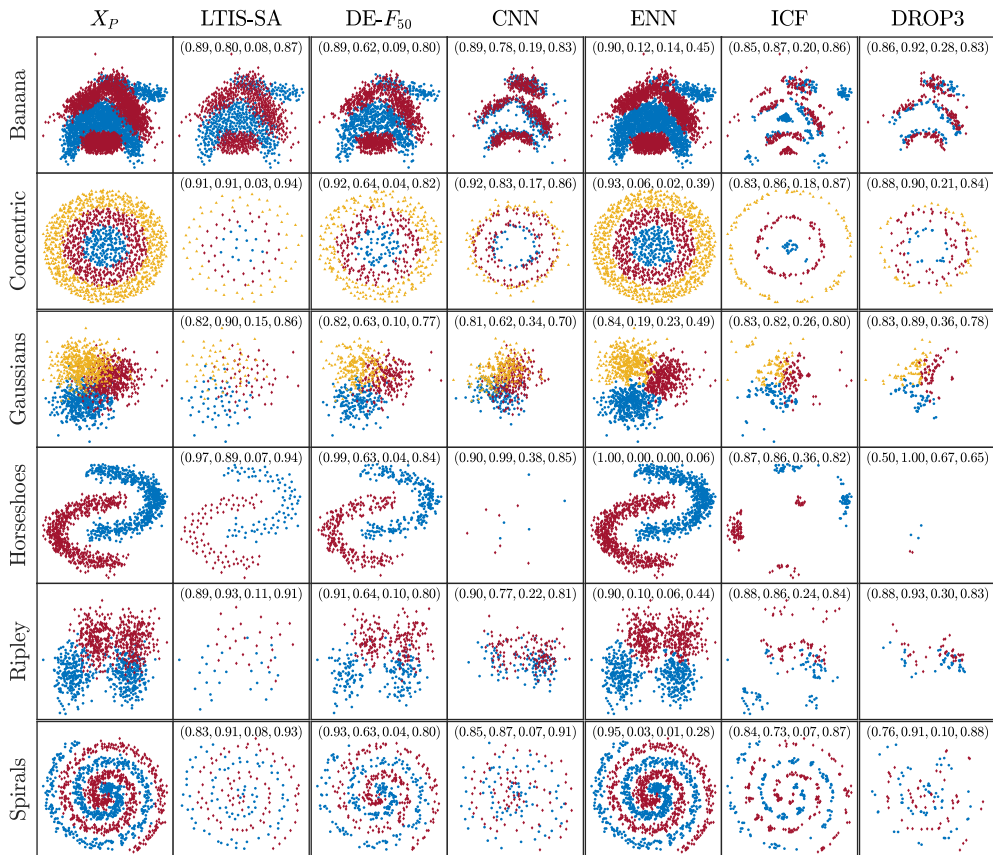 X_P LTIS-SA DE-F_50 CNN ENN ICF DROP3
Banana (0.89, 0.80, 0.08, 0.87) (0.89, 0.62, 0.09, 0.80) (0.89, 0.78, 0.19, 0.83) (0.90, 0.12, 0.14, 0.45) (0.85, 0.87, 0.20, 0.86) (0.86, 0.92, 0.28, 0.83)
Concentric (0.91, 0.91, 0.03, 0.94) (0.92, 0.64, 0.04, 0.82) (0.92, 0.83, 0.17, 0.86) (0.93, 0.06, 0.02, 0.39) (0.83, 0.86, 0.18, 0.87) (0.88, 0.90, 0.21, 0.84)
Gaussians (0.82, 0.90, 0.15, 0.86) (0.82, 0.63, 0.10, 0.77) (0.81, 0.62, 0.34, 0.70) (0.84, 0.19, 0.23, 0.49) (0.83, 0.82, 0.26, 0.80) (0.83, 0.89, 0.36, 0.78)
Horseshoes (0.97, 0.89, 0.07, 0.94) (0.99, 0.63, 0.04, 0.84) (0.90, 0.99, 0.38, 0.85) (1.00, 0.00, 0.00, 0.06) (0.87, 0.86, 0.36, 0.82) (0.50, 1.00, 0.67, 0.65)
Ripley (0.89, 0.93, 0.11, 0.91) (0.91, 0.64, 0.10, 0.80) (0.90, 0.77, 0.22, 0.81) (0.90, 0.10, 0.06, 0.44) (0.88, 0.86, 0.24, 0.84) (0.88, 0.93, 0.30, 0.83)
Spirals (0.83, 0.91, 0.08, 0.93) (0.93, 0.63, 0.04, 0.80) (0.85, 0.87, 0.07, 0.91) (0.95, 0.03, 0.01, 0.28) (0.84, 0.73, 0.07, 0.87) (0.76, 0.91, 0.10, 0.88)